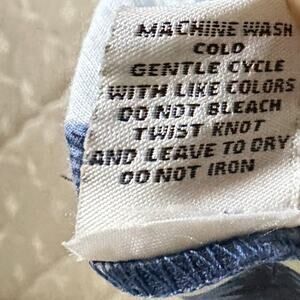 MACHINE WASH
COLD
GENTLE CYCLE
WITH LIKE COLORS
DO NOT BLEACH
TWIST KNOT
AND LEAVE TO DRY
DO NOT IRON